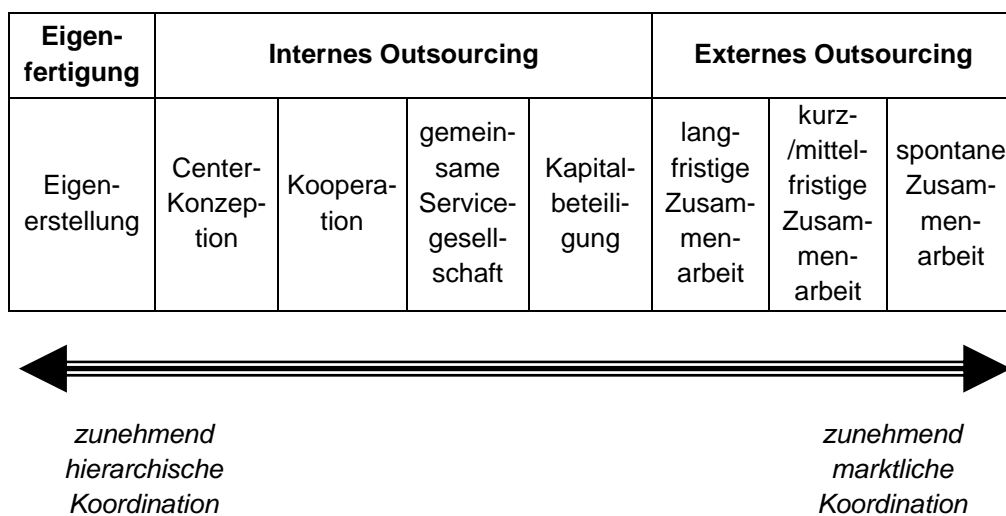 Eigen-
fertigung
Internes Outsourcing
Externes Outsourcing
Eigen-
erstellung
Center-
Konzep-
tion
Koopera-
tion
gemein-
same
Service-
gesell-
schaft
Kapital-
beteili-
gung
lang-
fristige
Zusam-
men-
arbeit
kurz-
/mittel-
fristige
Zusam-
men-
arbeit
spontane
Zusam-
men-
arbeit
zunehmend
hierarchische
Koordination
zunehmend
marktliche
Koordination